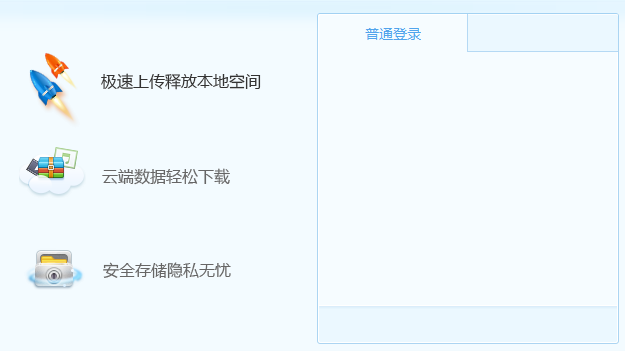 普通登录
极速上传释放本地空间
云端数据轻松下载
安全存储隐私无忧